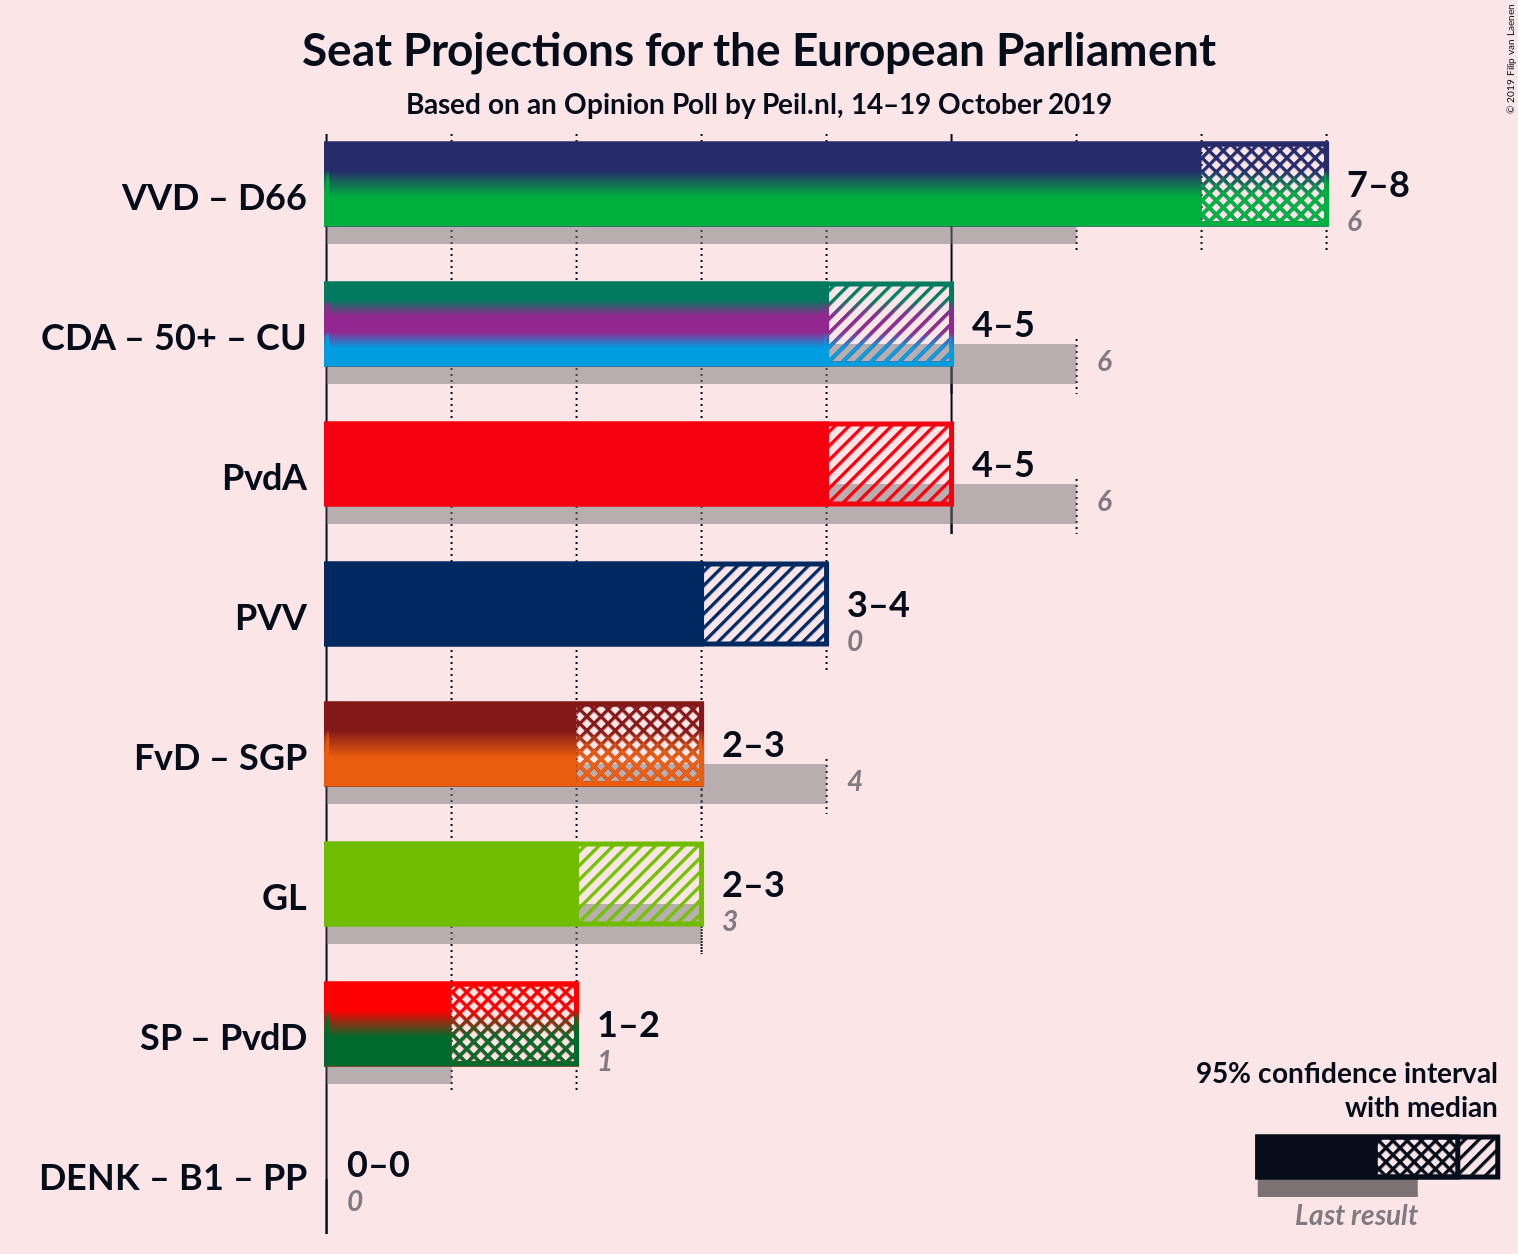 Seat Projections for the European Parliament
Based on an Opinion Poll by Peil.nl, 14–19 October 2019
© 2019 Filip van Laenen
VVD – D66
7–8
6
CDA – 50+ – CU
4–5
6
PvdA
4–5
6
PVV
3–4
0
FvD – SGP
2–3
4
GL
2–3
3
SP – PvdD
1–2
1
DENK – B1 – PP
0–0
0
95% confidence interval
with median
Last result